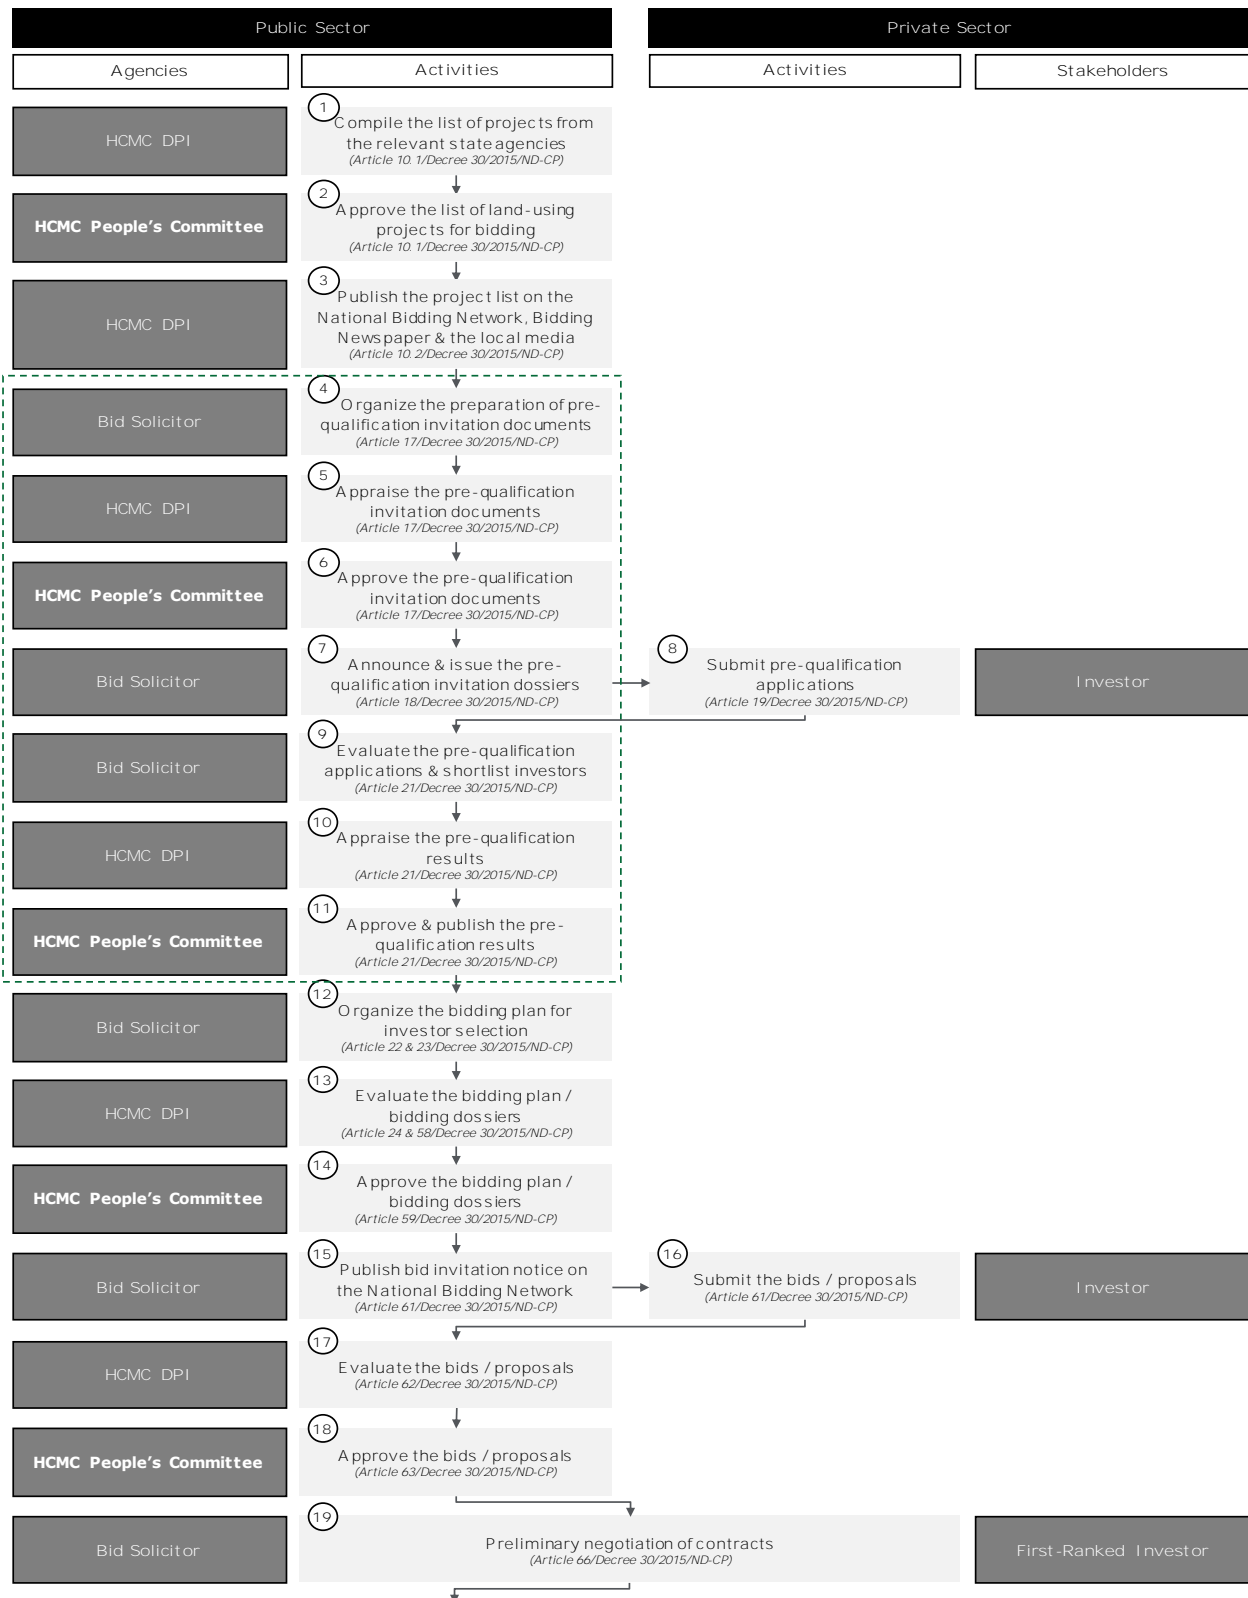 Public Sector
Private Sector
Agencies
Activities
Activities
Stakeholders
HCMC DPI
1
Compile the list of projects from
the relevant state agencies
(Article 10.1/Decree 30/2015/ND-CP)
HCMC People's Committee
2
Approve the list of land-using
projects for bidding
(Article 10.1/Decree 30/2015/ND-CP)
HCMC DPI
3
Publish the project list on the
National Bidding Network, Bidding
Newspaper & the local media
(Article 10.2/Decree 30/2015/ND-CP)
Bid Solicitor
4
Organize the preparation of pre-
qualification invitation documents
(Article 17/Decree 30/2015/ND-CP)
HCMC DPI
5
Appraise the pre-qualification
invitation documents
(Article 17/Decree 30/2015/ND-CP)
HCMC People's Committee
6
Approve the pre-qualification
invitation documents
(Article 17/Decree 30/2015/ND-CP)
Bid Solicitor
7
Announce & issue the pre-
qualification invitation dossiers
(Article 18/Decree 30/2015/ND-CP)
8
Submit pre-qualification
applications
(Article 19/Decree 30/2015/ND-CP)
Investor
Bid Solicitor
9
Evaluate the pre-qualification
applications & shortlist investors
(Article 21/Decree 30/2015/ND-CP)
HCMC DPI
10
Appraise the pre-qualification
results
(Article 21/Decree 30/2015/ND-CP)
HCMC People's Committee
11
Approve & publish the pre-
qualification results
(Article 21/Decree 30/2015/ND-CP)
Bid Solicitor
12
Organize the bidding plan for
investor selection
(Article 22 & 23/Decree 30/2015/ND-CP)
HCMC DPI
13
Evaluate the bidding plan /
bidding dossiers
(Article 24 & 58/Decree 30/2015/ND-CP)
HCMC People's Committee
14
Approve the bidding plan /
bidding dossiers
(Article 59/Decree 30/2015/ND-CP)
Bid Solicitor
15
Publish bid invitation notice on
the National Bidding Network
(Article 61/Decree 30/2015/ND-CP)
16
Submit the bids / proposals
(Article 61/Decree 30/2015/ND-CP)
Investor
HCMC DPI
17
Evaluate the bids / proposals
(Article 62/Decree 30/2015/ND-CP)
HCMC People's Committee
18
Approve the bids / proposals
(Article 63/Decree 30/2015/ND-CP)
Bid Solicitor
19
Preliminary negotiation of contracts
(Article 66/Decree 30/2015/ND-CP)
First-Ranked Investor